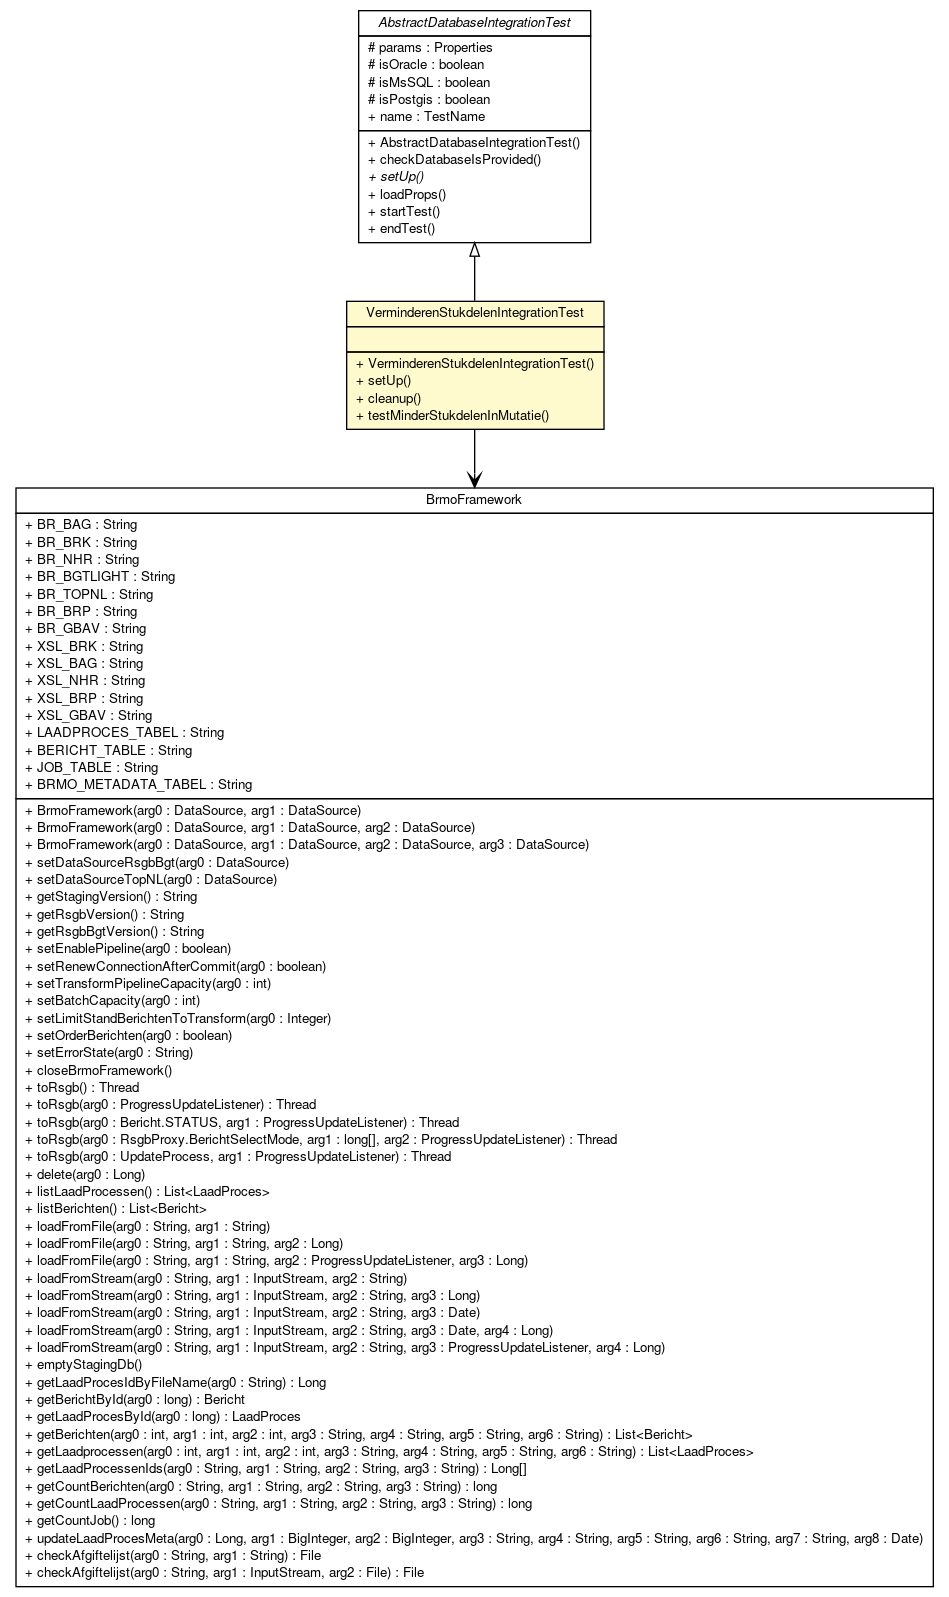 AbstractDatabaseIntegrationTest
# params : Properties
# isOracle : boolean
# isMsSQL : boolean
# isPostgis : boolean
+ name : TestName
+ AbstractDatabaseIntegrationTest()
+ checkDatabaseIsProvided()
+ setUp()
+ loadProps()
+ startTest()
+ endTest()
VerminderenStukdelenIntegrationTest
+ VerminderenStukdelenIntegrationTest()
+ setUp()
+ cleanup()
+ testMinderStukdelenInMutatie()
BrmoFramework
+ BR_BAG : String
+ BR_BRK : String
+ BR_NHR : String
+ BR_BGTLIGHT : String
+ BR_TOPNL : String
+ BR_BRP : String
+ BR_GBAV : String
+ XSL_BRK : String
+ XSL_BAG : String
+ XSL_NHR : String
+ XSL_BRP : String
+ XSL_GBAV : String
+ LAADPROCES_TABEL : String
+ BERICHT_TABLE : String
+ JOB_TABLE : String
+ BRMO_METADATA_TABEL : String
+ BrmoFramework(arg0 : DataSource, arg1 : DataSource)
+ BrmoFramework(arg0 : DataSource, arg1 : DataSource, arg2 : DataSource)
+ BrmoFramework(arg0 : DataSource, arg1 : DataSource, arg2 : DataSource, arg3 : DataSource)
+ setDataSourceRsgbBgt(arg0 : DataSource)
+ setDataSourceTopNL(arg0 : DataSource)
+ getStagingVersion() : String
+ getRsgbVersion() : String
+ getRsgbBgtVersion() : String
+ setEnablePipeline(arg0 : boolean)
+ setRenewConnectionAfterCommit(arg0 : boolean)
+ setTransformPipelineCapacity(arg0 : int)
+ setBatchCapacity(arg0 : int)
+ setLimitStandBerichtenToTransform(arg0 : Integer)
+ setOrderBerichten(arg0 : boolean)
+ setErrorState(arg0 : String)
+ closeBrmoFramework()
+ toRsgb() : Thread
+ toRsgb(arg0 : ProgressUpdateListener) : Thread
+ toRsgb(arg0 : Bericht.STATUS, arg1 : ProgressUpdateListener) : Thread
+ toRsgb(arg0 : RsgbProxy.BerichtSelectMode, arg1 : long[], arg2 : ProgressUpdateListener) : Thread
+ toRsgb(arg0 : UpdateProcess, arg1 : ProgressUpdateListener) : Thread
+ delete(arg0 : Long)
+ listLaadProcessen() : List<LaadProces>
+ listBerichten() : List<Bericht>
+ loadFromFile(arg0 : String, arg1 : String)
+ loadFromFile(arg0 : String, arg1 : String, arg2 : Long)
+ loadFromFile(arg0 : String, arg1 : String, arg2 : ProgressUpdateListener, arg3 : Long)
+ loadFromStream(arg0 : String, arg1 : InputStream, arg2 : String)
+ loadFromStream(arg0 : String, arg1 : InputStream, arg2 : String, arg3 : Long)
+ loadFromStream(arg0 : String, arg1 : InputStream, arg2 : String, arg3 : Date)
+ loadFromStream(arg0 : String, arg1 : InputStream, arg2 : String, arg3 : Date, arg4 : Long)
+ loadFromStream(arg0 : String, arg1 : InputStream, arg2 : String, arg3 : ProgressUpdateListener, arg4 : Long)
+ emptyStagingDb()
+ getLaadProcesIdByFileName(arg0 : String) : Long
+ getBerichtById(arg0 : long) : Bericht
+ getLaadProcesById(arg0 : long) : LaadProces
+ getBerichten(arg0 : int, arg1 : int, arg2 : int, arg3 : String, arg4 : String, arg5 : String, arg6 : String) : List<Bericht>
+ getLaadprocessen(arg0 : int, arg1 : int, arg2 : int, arg3 : String, arg4 : String, arg5 : String, arg6 : String) : List<LaadProces>
+ getLaadProcessenIds(arg0 : String, arg1 : String, arg2 : String, arg3 : String) : Long[]
+ getCountBerichten(arg0 : String, arg1 : String, arg2 : String, arg3 : String) : long
+ getCountLaadProcessen(arg0 : String, arg1 : String, arg2 : String, arg3 : String) : long
+ getCountJob() : long
+ updateLaadProcesMeta(arg0 : Long, arg1 : BigInteger, arg2 : BigInteger, arg3 : String, arg4 : String, arg5 : String, arg6 : String, arg7 : String, arg8 : Date)
+ checkAfgiftelijst(arg0 : String, arg1 : String) : File
+ checkAfgiftelijst(arg0 : String, arg1 : InputStream, arg2 : File) : File